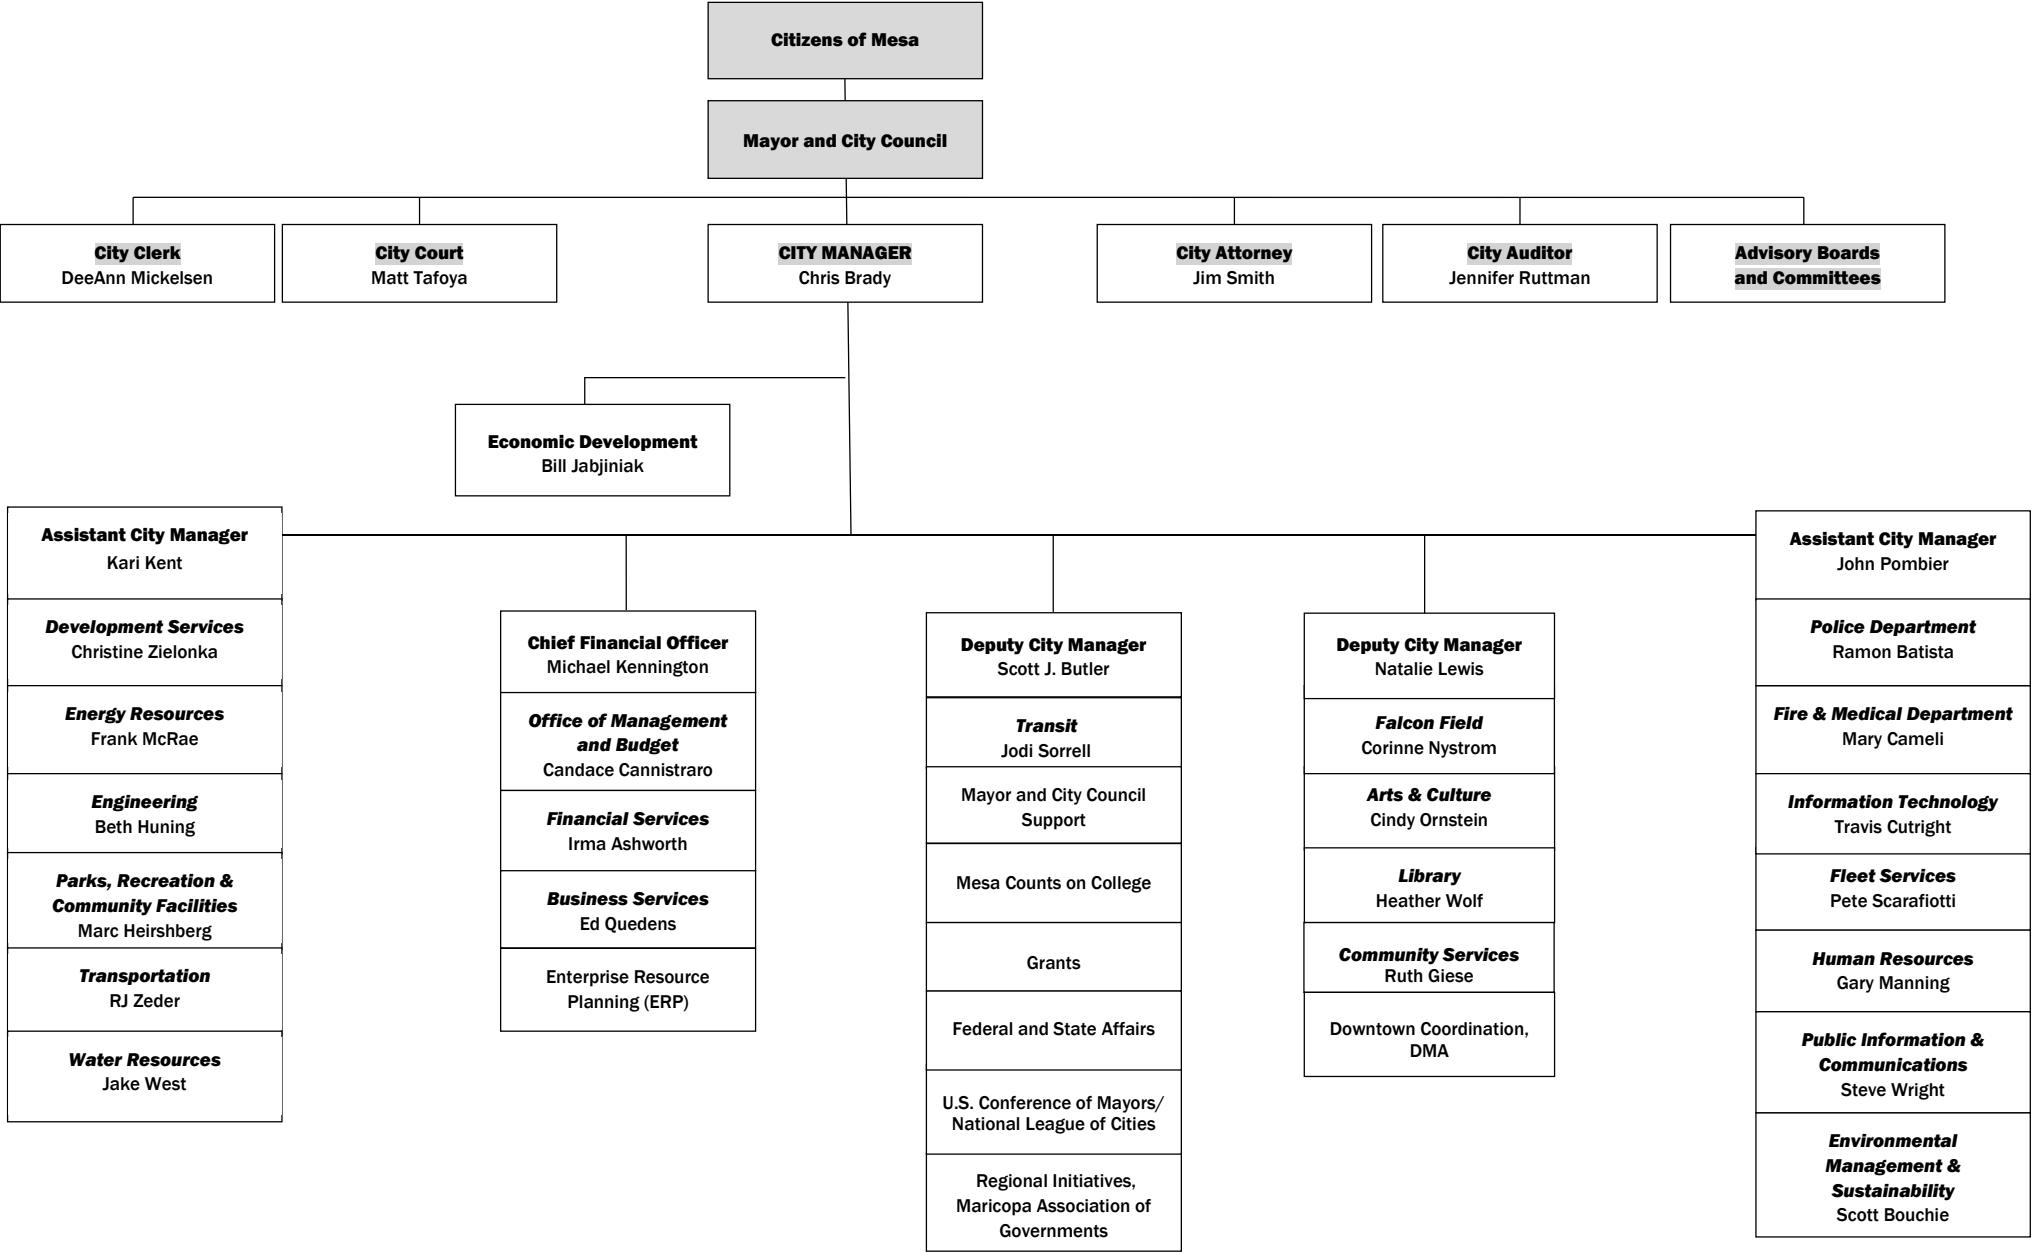 Citizens of Mesa
Mayor and City Council
City Clerk
DeeAnn Mickelsen
City Court
Matt Tafoya
CITY MANAGER
Chris Brady
City Attorney
Jim Smith
City Auditor
Jennifer Ruttman
Advisory Boards
and Committees
Economic Development
Bill Jabjiniak
Assistant City Manager
Kari Kent
Development Services
Christine Zielonka
Energy Resources
Frank McRae
Engineering
Beth Huning
Parks, Recreation &
Community Facilities
Marc Heirshberg
Transportation
RJ Zeder
Water Resources
Jake West
Chief Financial Officer
Michael Kennington
Office of Management
and Budget
Candace Cannistraro
Financial Services
Irma Ashworth
Business Services
Ed Quedens
Enterprise Resource
Planning (ERP)
Deputy City Manager
Scott J. Butler
Transit
Jodi Sorrell
Mayor and City Council
Support
Mesa Counts on College
Grants
Federal and State Affairs
U.S. Conference of Mayors/
National League of Cities
Regional Initiatives,
Maricopa Association of
Governments
Deputy City Manager
Natalie Lewis
Falcon Field
Corinne Nystrom
Arts & Culture
Cindy Ornstein
Library
Heather Wolf
Community Services
Ruth Giese
Downtown Coordination,
DMA
Assistant City Manager
John Pombier
Police Department
Ramon Batista
Fire & Medical Department
Mary Cameli
Information Technology
Travis Cutright
Fleet Services
Pete Scarafiotti
Human Resources
Gary Manning
Public Information &
Communications
Steve Wright
Environmental
Management &
Sustainability
Scott Bouchie